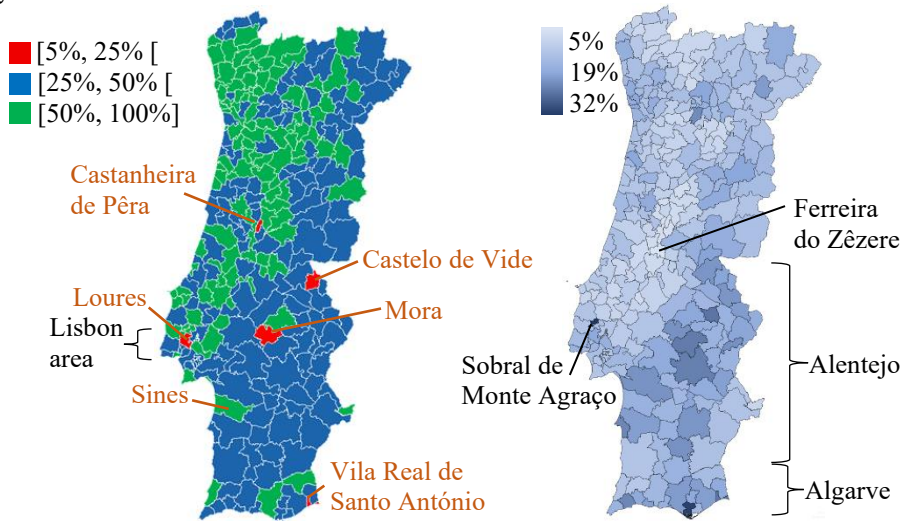 [5%, 25% [
[25%, 50% [
[50%, 100%]
Castanheira
de Pêra
Castelo de Vide
Loures
Mora
Lisbon
area
Sines
Vila Real de
Santo António
5%
19%
32%
Ferreira
do Zêzere
Sobral de
Monte Agraço
Alentejo
Algarve